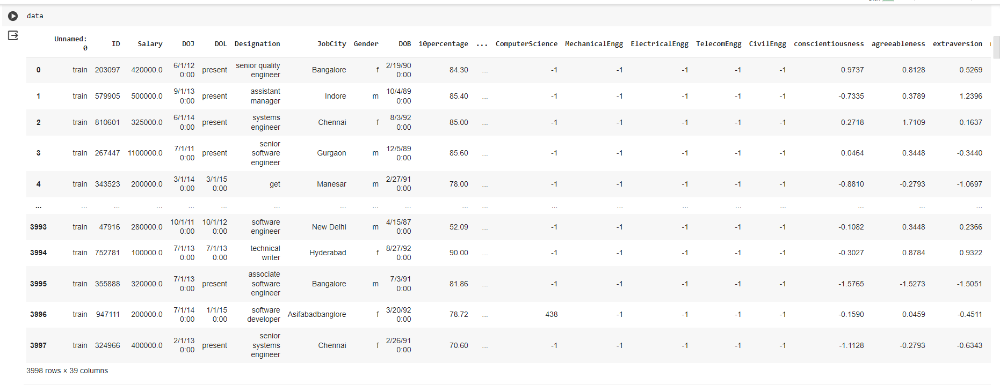 data
Unnamed: 0 ID Salary DOJ DOL Designation JobCity Gender DOB 10percentage ... ComputerScience MechanicalEngg ElectricalEngg TelecomEngg CivilEngg conscientiousness agreeableness extraversion
0 train 203097 420000.0 6/1/12 0:00 present senior quality engineer Bangalore f 2/19/90 0:00 84.30 ... -1 -1 -1 -1 -1 0.9737 0.8128 0.5269
1 train 579905 500000.0 9/1/13 0:00 present assistant manager Indore m 10/4/89 0:00 85.40 ... -1 -1 -1 -1 -1 -0.7335 0.3789 1.2396
2 train 810601 325000.0 6/1/14 0:00 present systems engineer Chennai f 8/3/92 0:00 85.00 ... -1 -1 -1 -1 -1 0.2718 1.7109 0.1637
3 train 267447 1100000.0 7/1/11 0:00 present senior software engineer Gurgaon m 12/5/89 0:00 85.60 ... -1 -1 -1 -1 -1 0.0464 0.3448 -0.3440
4 train 343523 200000.0 3/1/14 0:00 3/1/15 0:00 get Manesar m 2/27/91 0:00 78.00 ... -1 -1 -1 -1 -1 -0.8810 -0.2793 -1.0697
... ... ... ... ... ... ... ... ... ... ... ... ... ... ... ... ... ... ... ...
3993 train 47916 280000.0 10/1/11 0:00 10/1/12 0:00 software engineer New Delhi m 4/15/87 0:00 52.09 ... -1 -1 -1 -1 -1 -0.1082 0.3448 0.2366
3994 train 752781 100000.0 7/1/13 0:00 7/1/13 0:00 technical writer Hyderabad f 8/27/92 0:00 90.00 ... -1 -1 -1 -1 -1 -0.3027 0.8784 0.9322
3995 train 355888 320000.0 7/1/13 0:00 present associate software engineer Bangalore m 7/3/91 0:00 81.86 ... -1 -1 -1 -1 -1 -1.5765 -1.5273 -1.5051
3996 train 947111 200000.0 7/1/14 0:00 1/1/15 0:00 software developer Asifabadbanglore f 3/20/92 0:00 78.72 ... 438 -1 -1 -1 -1 -0.1590 0.0459 -0.4511
3997 train 324966 400000.0 2/1/13 0:00 present senior systems engineer Chennai f 2/26/91 0:00 70.60 ... -1 -1 -1 -1 -1 -1.1128 -0.2793 -0.6343
3998 rows × 39 columns